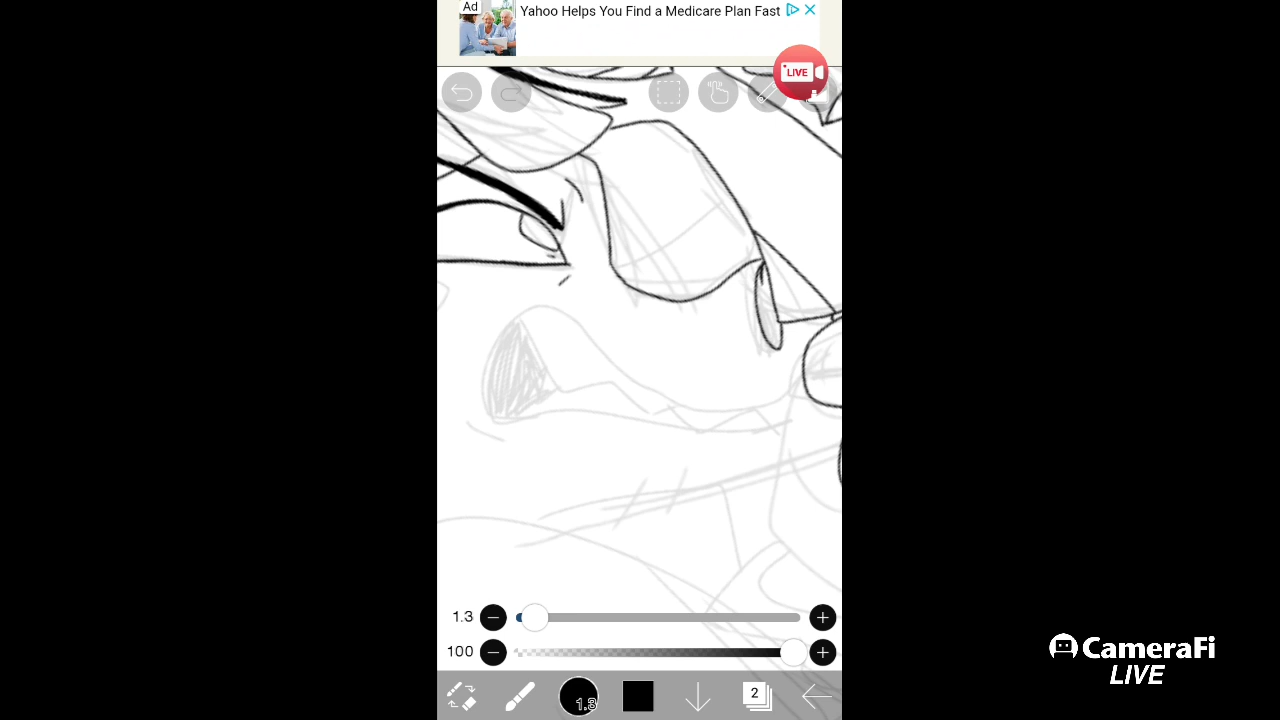 Ad
Yahoo Helps You Find a Medicare Plan Fast
LIVE
1.3
100
1.3
2
CameraFi
LIVE